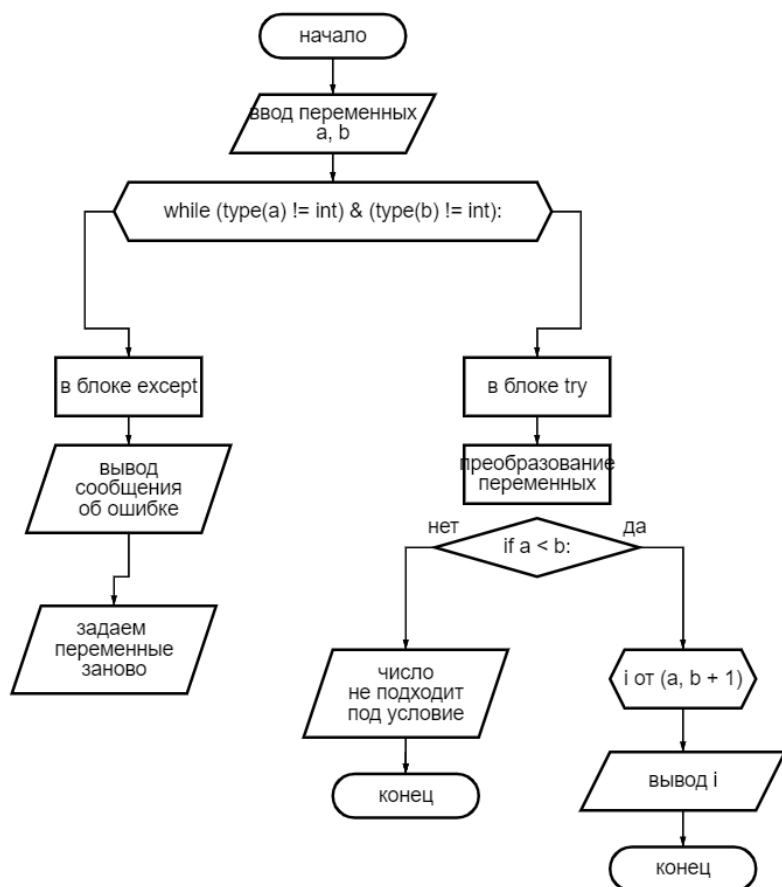 начало
ввод переменных
a, b
while (type(a) != int) & (type(b) != int):
в блоке except
в блоке try
вывод
сообщения
об ошибке
преобразование
переменных
нет
да
if a < b:
задаем
переменные
заново
число
не подходит
под условие
i от (a, b + 1)
вывод i
конец
конец